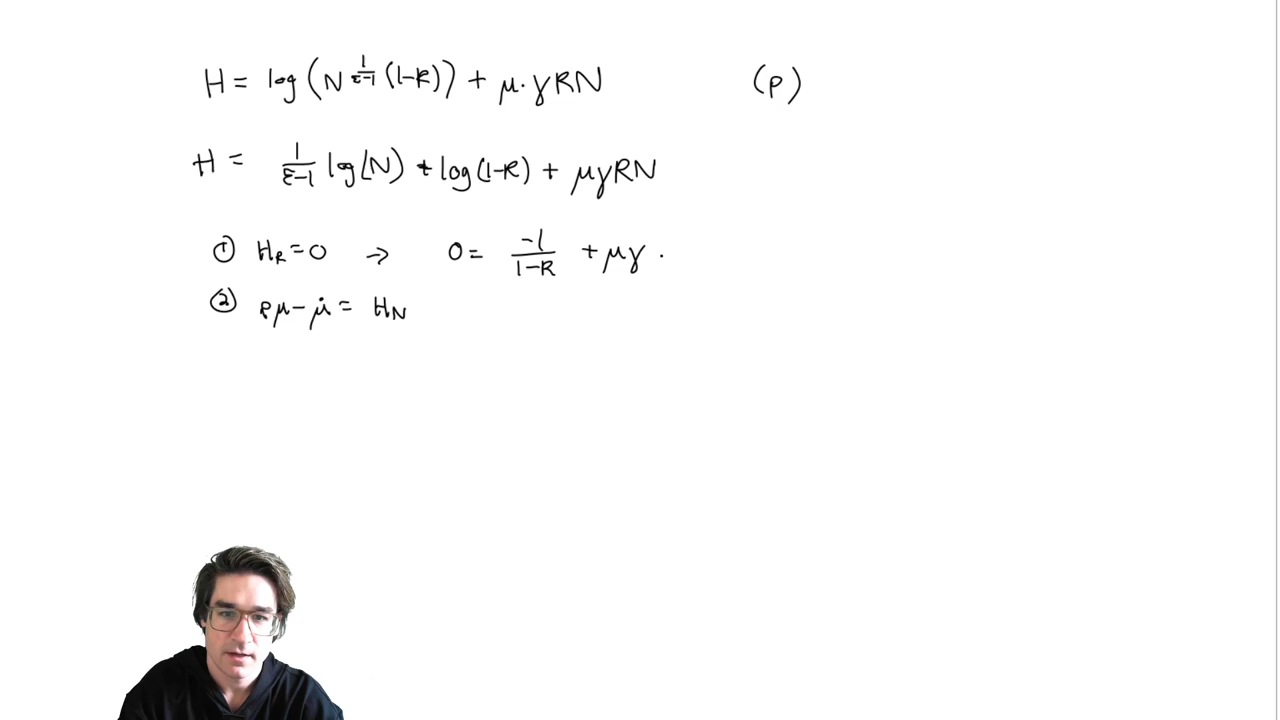 H = log(N^{1/(ε-1)} (1-R)) + μ·γRN (P)
H = 1/(ε-1) log(N) + log(1-R) + μγRN
① H_R = 0 → 0 = -1/(1-R) + μγ .
② ρμ - μ̇ = H_N